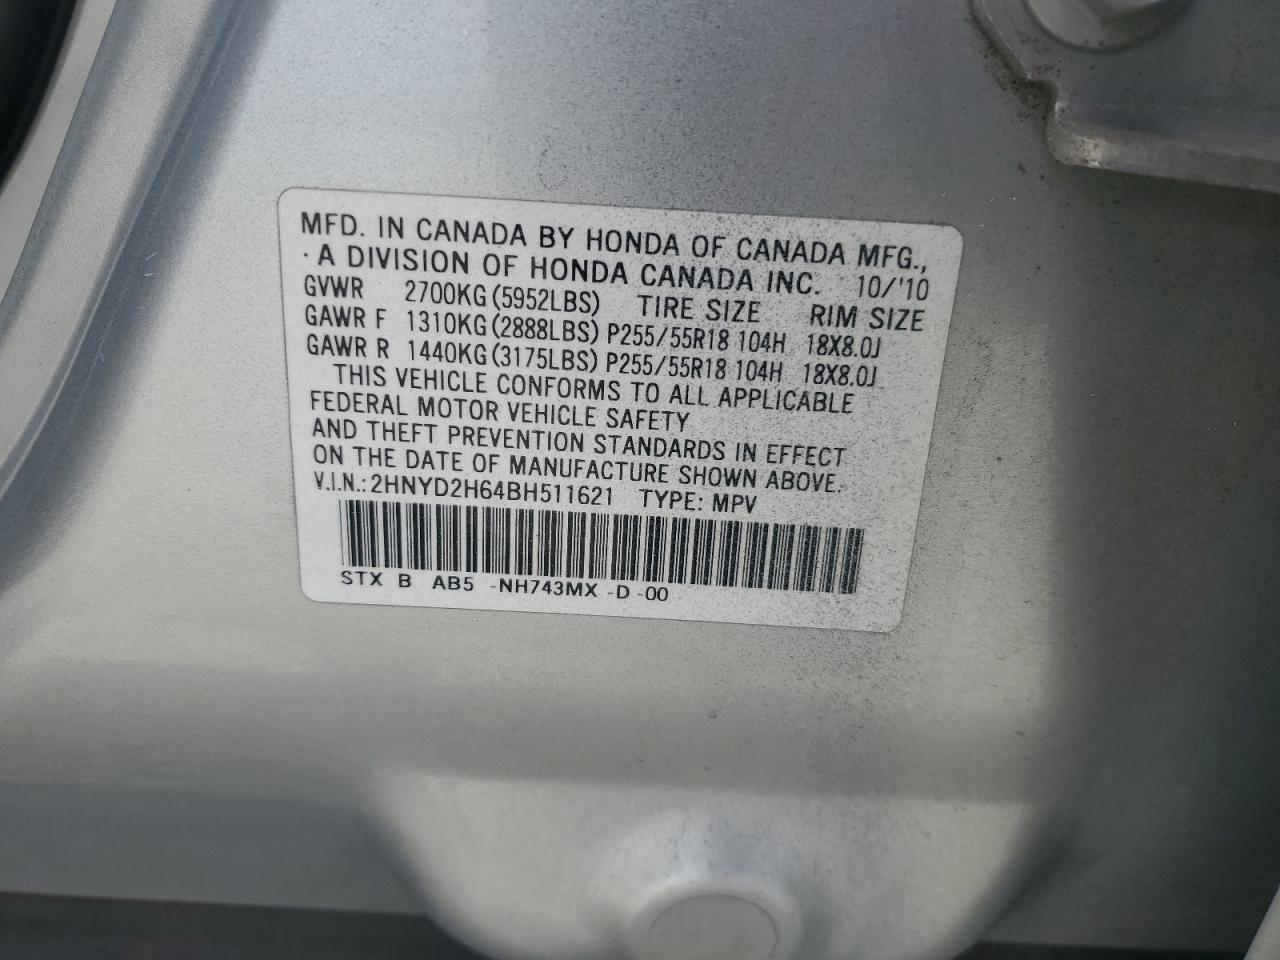 MFD. IN CANADA BY HONDA OF CANADA MFG.,
A DIVISION OF HONDA CANADA INC. 10/'10
GVWR 2700KG (5952LBS) TIRE SIZE RIM SIZE
GAWR F 1310KG (2888LBS) P255/55R18 104H 18X8.0J
GAWR R 1440KG (3175LBS) P255/55R18 104H 18X8.0J
THIS VEHICLE CONFORMS TO ALL APPLICABLE
FEDERAL MOTOR VEHICLE SAFETY
AND THEFT PREVENTION STANDARDS IN EFFECT
ON THE DATE OF MANUFACTURE SHOWN ABOVE.
V.I.N.: 2HNYD2H64BH511621 TYPE: MPV
STX B AB5 -NH743MX -D -00